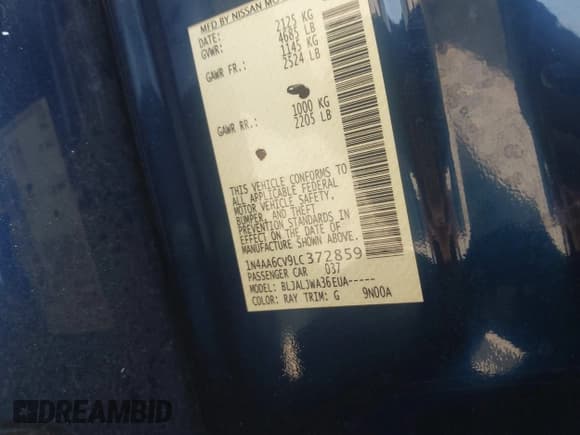 MFD BY NISSAN MO
DATE:
GVWR: 2125 KG
4685 LB
GAWR FR.: 1145 KG
2524 LB
GAWR RR.: 1000 KG
2205 LB
THIS VEHICLE CONFORMS TO
ALL APPLICABLE FEDERAL
MOTOR VEHICLE SAFETY,
BUMPER, AND THEFT
PREVENTION STANDARDS IN
EFFECT ON THE DATE OF
MANUFACTURE SHOWN ABOVE.
1N4AA6CV9LC372859
PASSENGER CAR 037
MODEL: BLJALJWA36EUA-----
COLOR: RAY TRIM: G 9N00A
DREAMBID